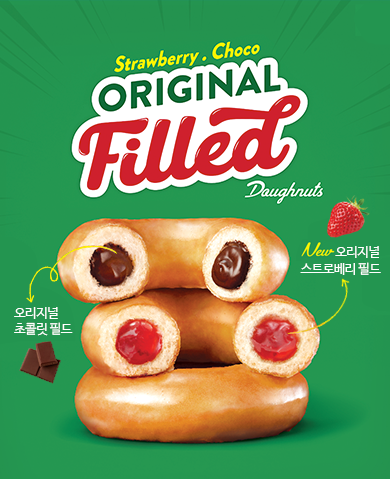 Strawberry . Choco
ORIGINAL
Filled
Doughnuts
New 오리지널
스트로베리 필드
오리지널
초콜릿 필드